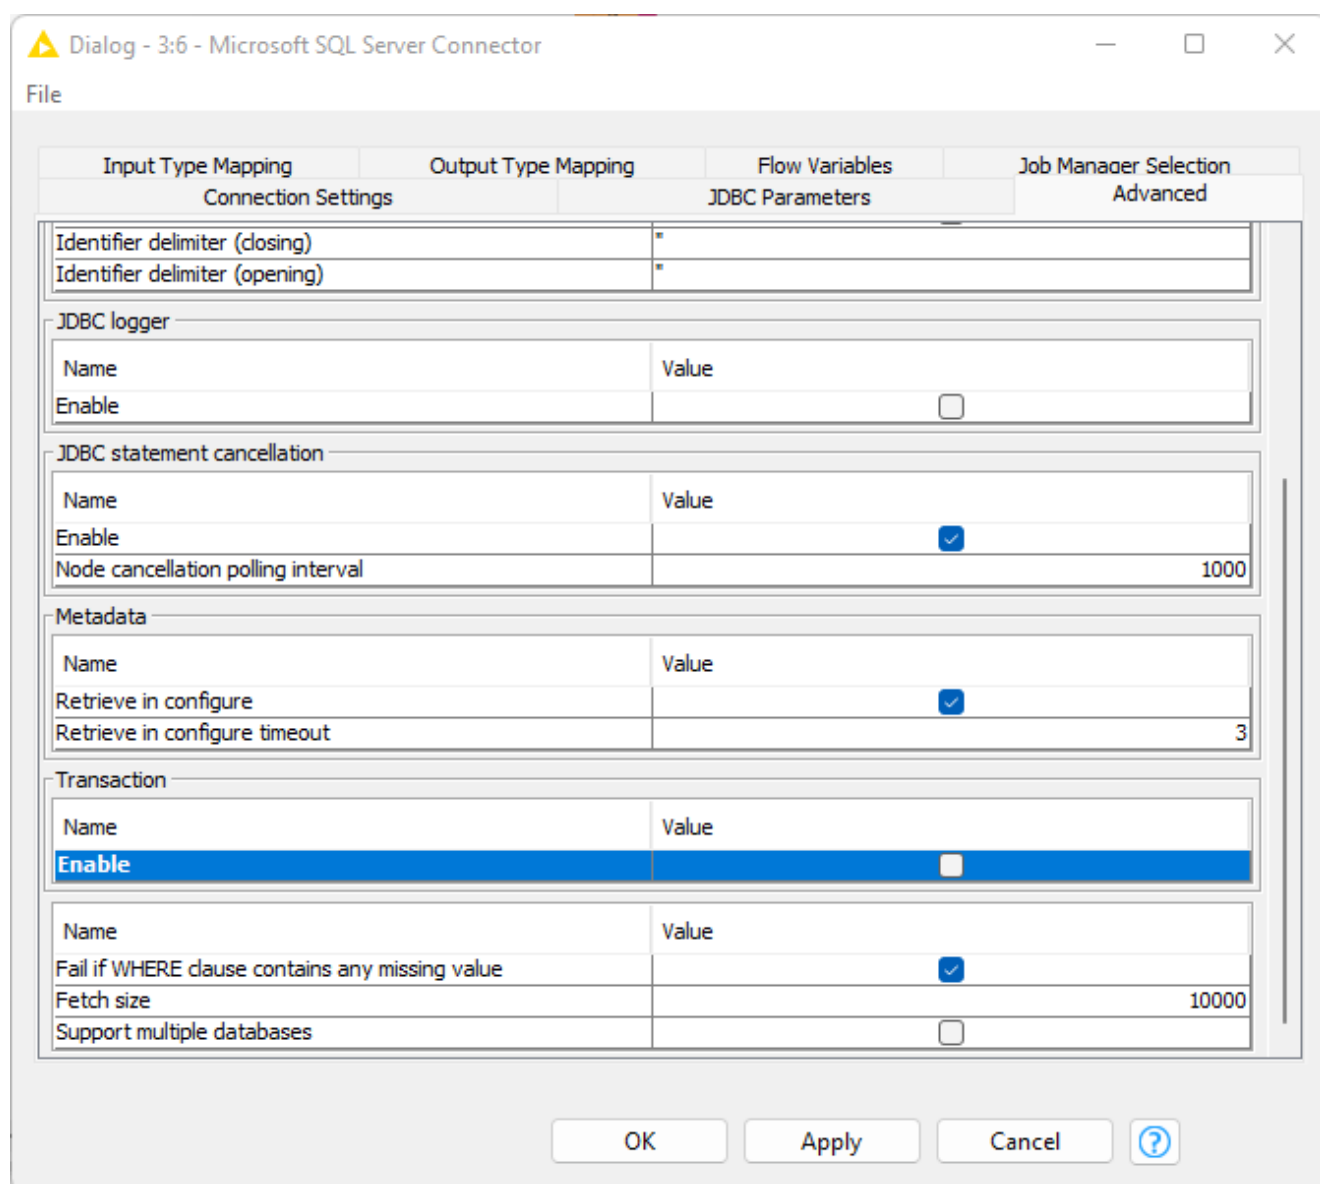 Dialog - 3:6 - Microsoft SQL Server Connector
File
Input Type Mapping Output Type Mapping Flow Variables Job Manager Selection
Connection Settings JDBC Parameters Advanced
Identifier delimiter (closing) "
Identifier delimiter (opening) "
JDBC logger
Name Value
Enable
JDBC statement cancellation
Name Value
Enable
Node cancellation polling interval 1000
Metadata
Name Value
Retrieve in configure
Retrieve in configure timeout 3
Transaction
Name Value
Enable
Name Value
Fail if WHERE clause contains any missing value
Fetch size 10000
Support multiple databases
OK Apply Cancel ?